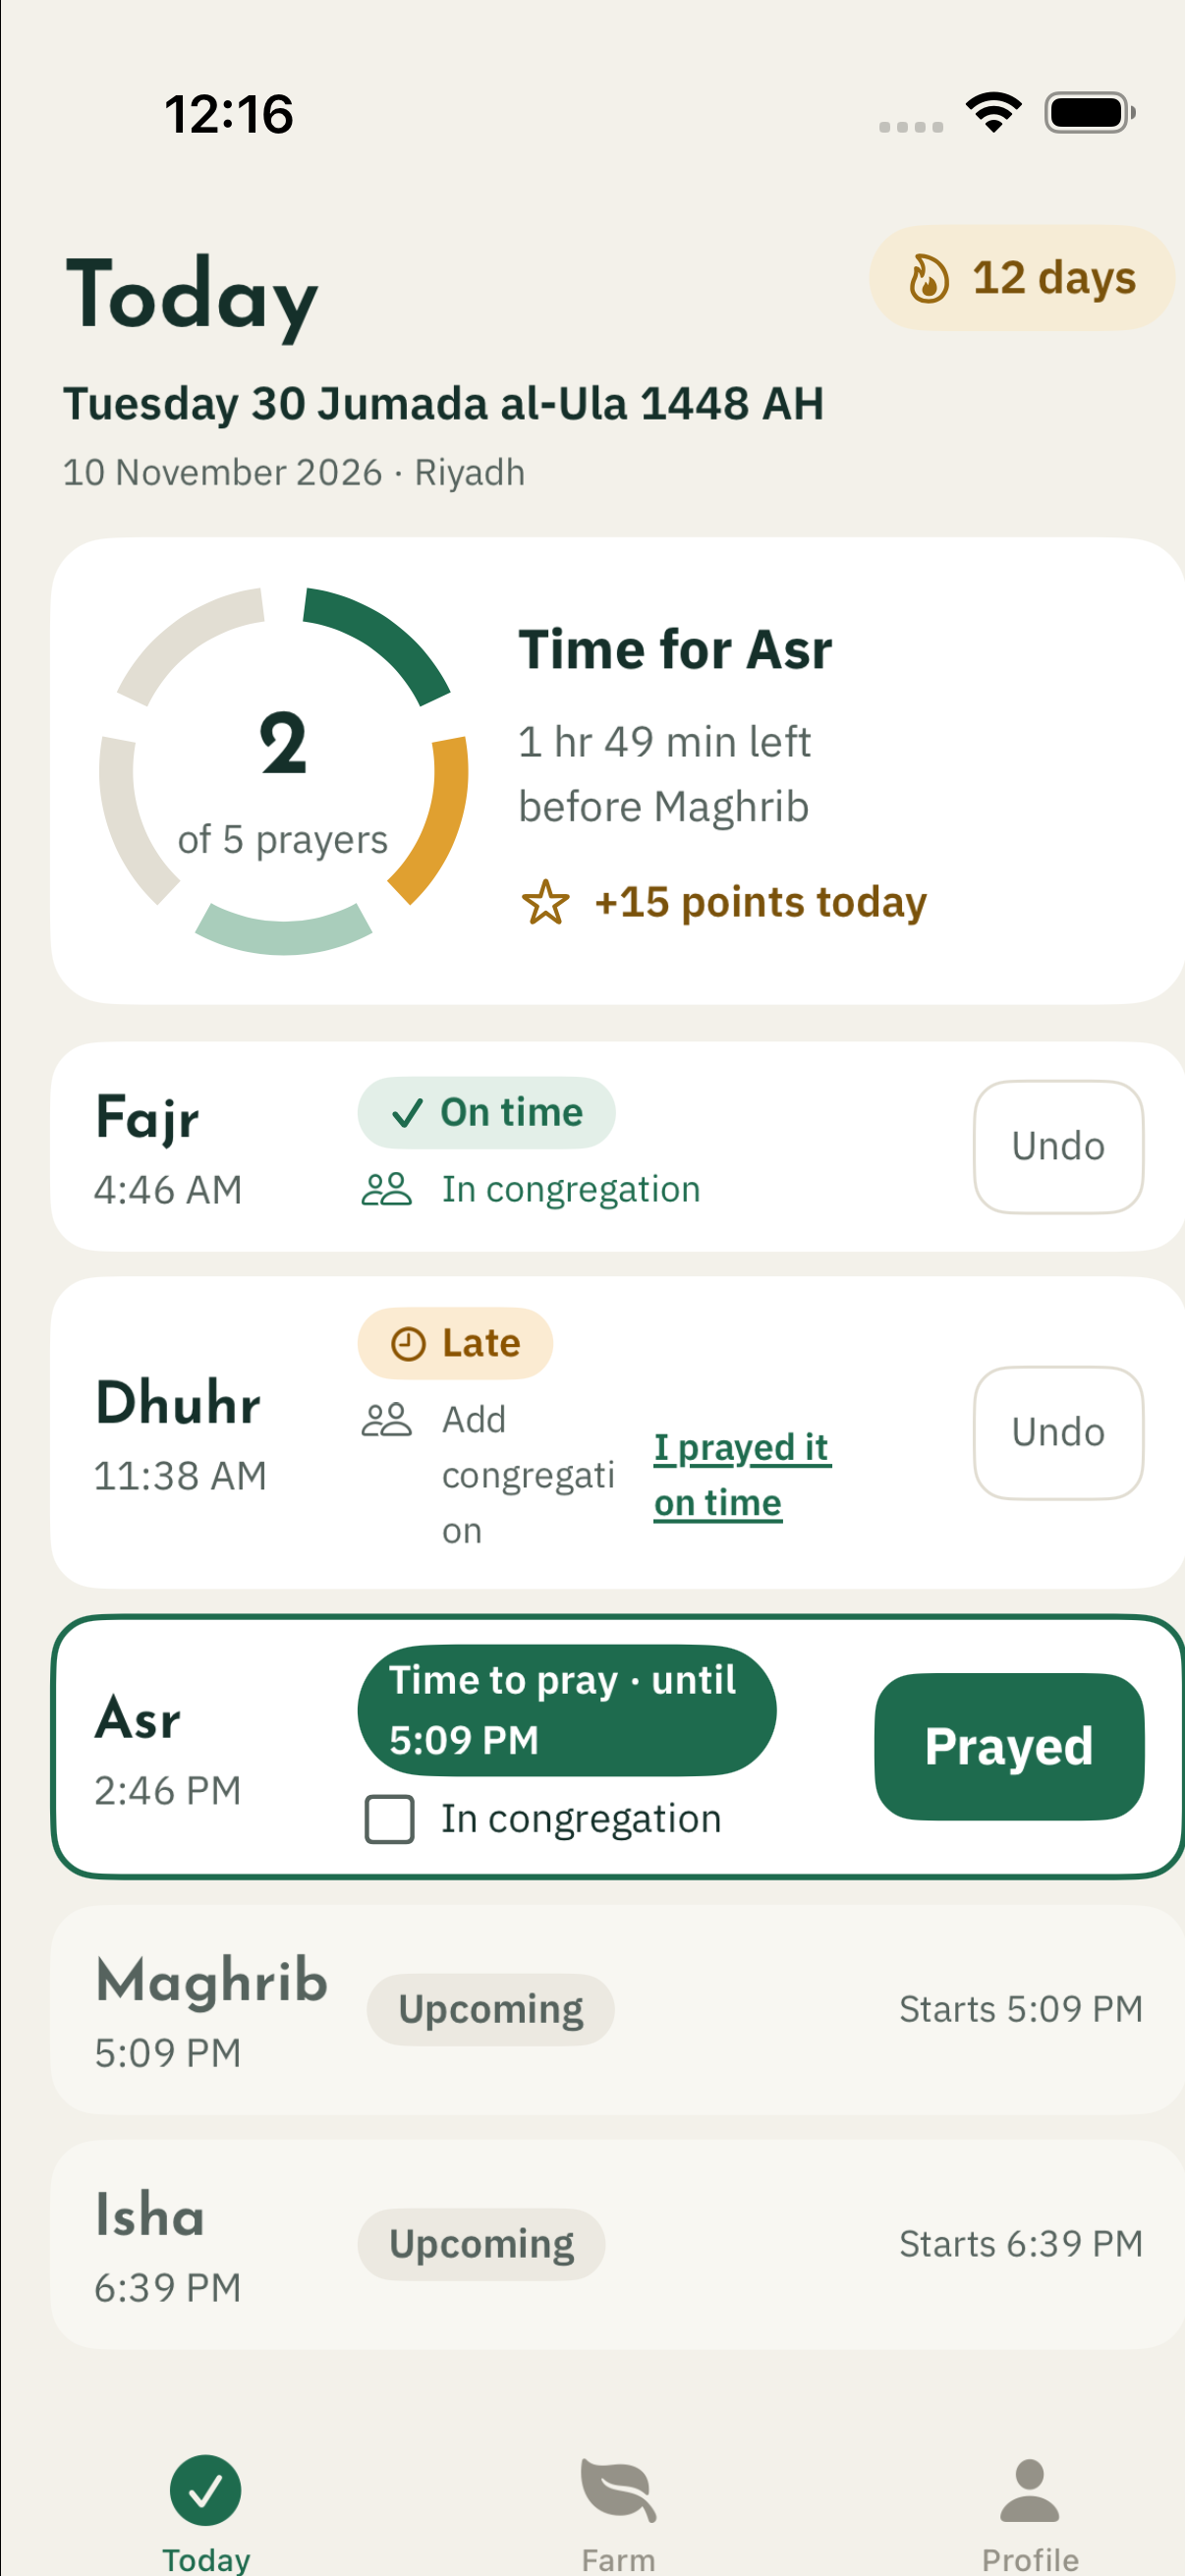 12:16
Today
12 days
Tuesday 30 Jumada al-Ula 1448 AH
10 November 2026 · Riyadh
2
of 5 prayers
Time for Asr
1 hr 49 min left
before Maghrib
+15 points today
Fajr
4:46 AM
On time
In congregation
Undo
Dhuhr
11:38 AM
Late
Add
congregati
on
I prayed it
on time
Undo
Asr
2:46 PM
Time to pray · until
5:09 PM
In congregation
Prayed
Maghrib
5:09 PM
Upcoming
Starts 5:09 PM
Isha
6:39 PM
Upcoming
Starts 6:39 PM
Today
Farm
Profile